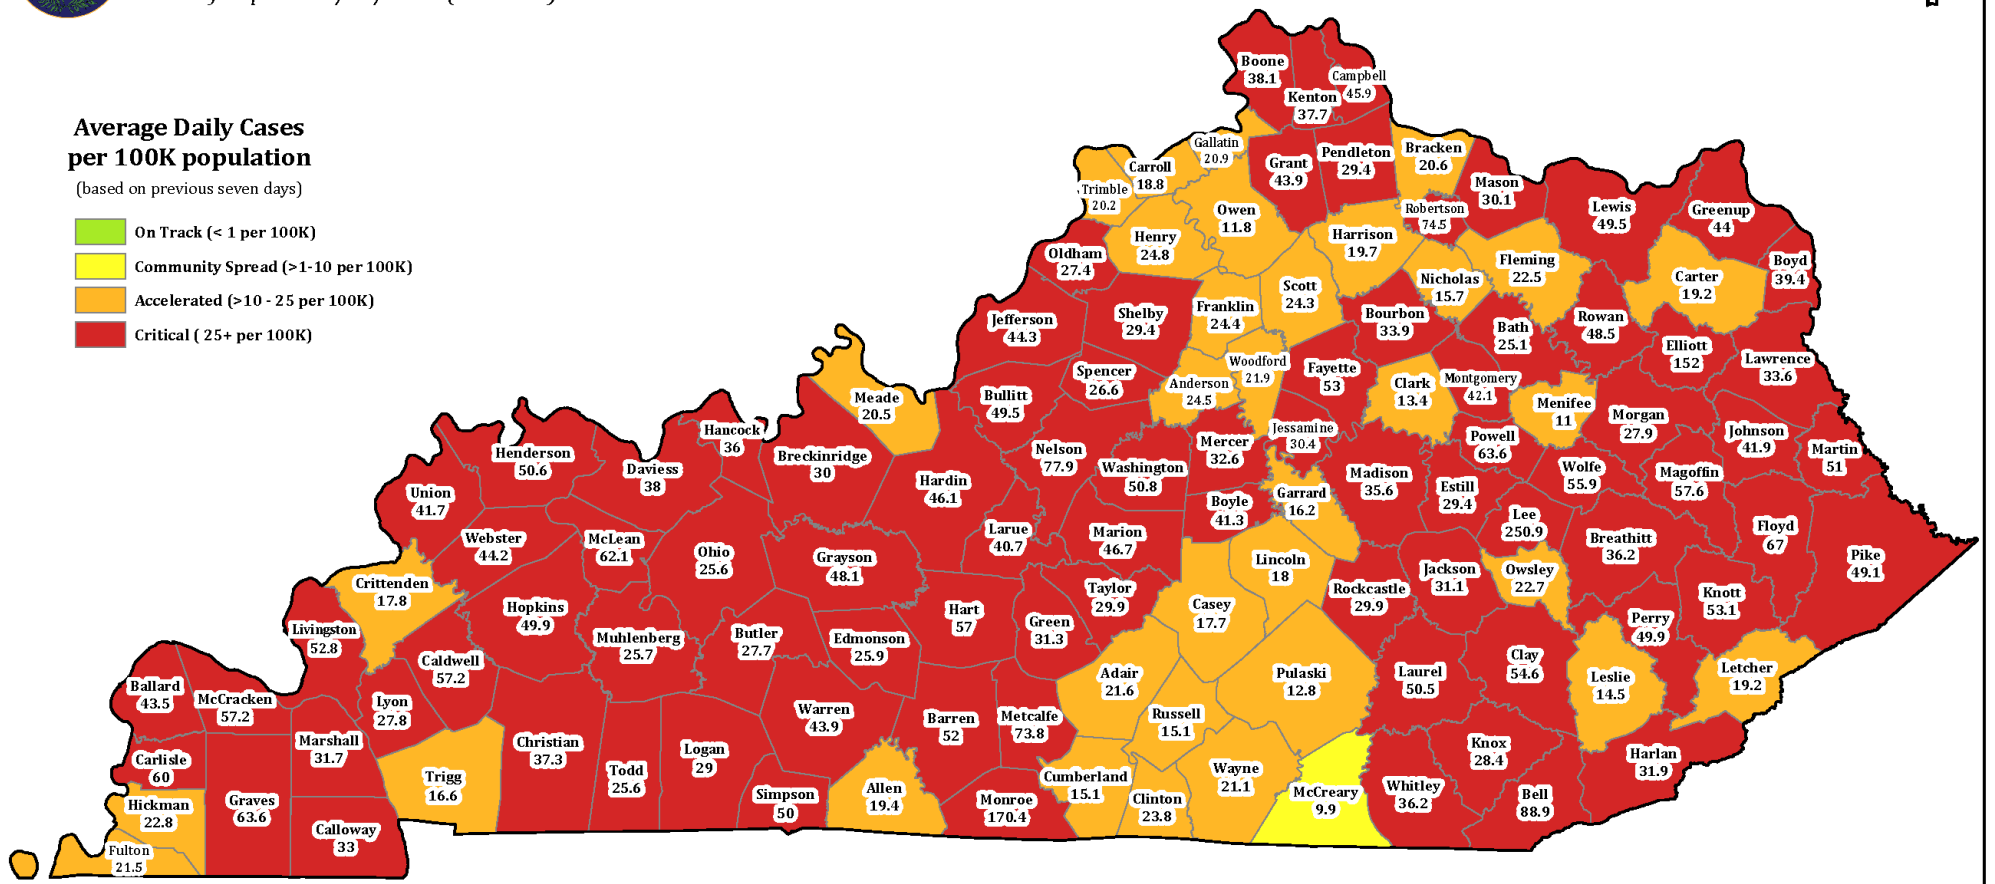 Average Daily Cases
per 100K population
(based on previous seven days)
On Track (< 1 per 100K)
Community Spread (>1-10 per 100K)
Accelerated (>10 - 25 per 100K)
Critical ( 25+ per 100K)
Boone
38.1
Kenton
37.7
Campbell
45.9
Gallatin
20.9
Carroll
18.8
Trimble
20.2
Grant
43.9
Pendleton
29.4
Bracken
20.6
Mason
30.1
Robertson
74.5
Lewis
49.5
Greenup
44
Boyd
39.4
Carter
19.2
Owen
11.8
Henry
24.8
Oldham
27.4
Harrison
19.7
Nicholas
15.7
Fleming
22.5
Scott
24.3
Franklin
24.4
Shelby
29.4
Jefferson
44.3
Bourbon
33.9
Bath
25.1
Rowan
48.5
Elliott
152
Lawrence
33.6
Woodford
21.9
Fayette
53
Anderson
24.5
Spencer
26.6
Bullitt
49.5
Clark
13.4
Montgomery
42.1
Menifee
11
Morgan
27.9
Johnson
41.9
Martin
51
Meade
20.5
Hancock
36
Breckinridge
30
Daviess
38
Henderson
50.6
Union
41.7
Webster
44.2
McLean
62.1
Ohio
25.6
Grayson
48.1
Hardin
46.1
Larue
40.7
Nelson
77.9
Washington
50.8
Mercer
32.6
Jessamine
30.4
Boyle
41.3
Garrard
16.2
Madison
35.6
Estill
29.4
Powell
63.6
Wolfe
55.9
Magoffin
57.6
Lee
250.9
Breathitt
36.2
Floyd
67
Pike
49.1
Marion
46.7
Lincoln
18
Rockcastle
29.9
Jackson
31.1
Owsley
22.7
Knott
53.1
Perry
49.9
Crittenden
17.8
Livingston
52.8
Hopkins
49.9
Muhlenberg
25.7
Butler
27.7
Edmonson
25.9
Hart
57
Green
31.3
Taylor
29.9
Casey
17.7
Adair
21.6
Pulaski
12.8
Laurel
50.5
Clay
54.6
Leslie
14.5
Letcher
19.2
Caldwell
57.2
Lyon
27.8
Ballard
43.5
McCracken
57.2
Marshall
31.7
Carlisle
60
Hickman
22.8
Fulton
21.5
Graves
63.6
Calloway
33
Trigg
16.6
Christian
37.3
Todd
25.6
Logan
29
Simpson
50
Warren
43.9
Allen
19.4
Barren
52
Metcalfe
73.8
Monroe
170.4
Cumberland
15.1
Clinton
23.8
Russell
15.1
Wayne
21.1
McCreary
9.9
Whitley
36.2
Knox
28.4
Bell
88.9
Harlan
31.9